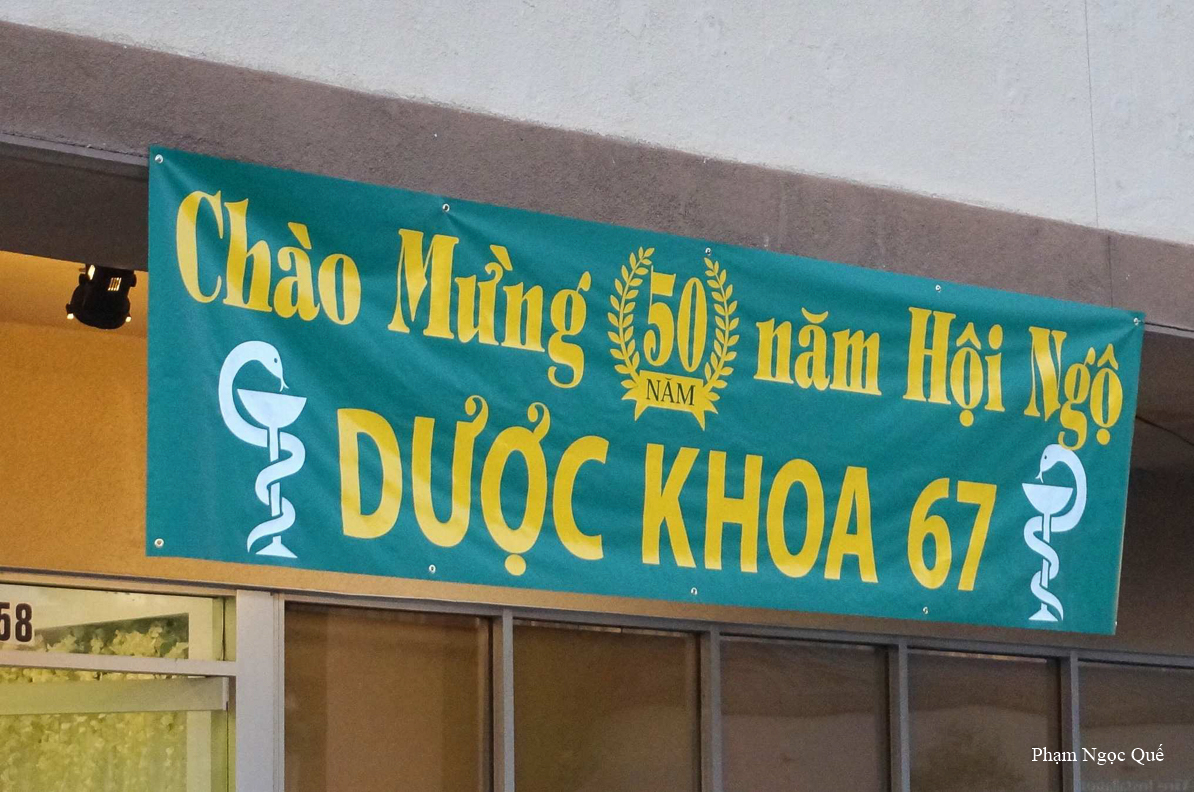 Chào Mừng 50 năm Hội Ngộ
NĂM
DƯỢC KHOA 67
58
Phạm Ngọc Quế